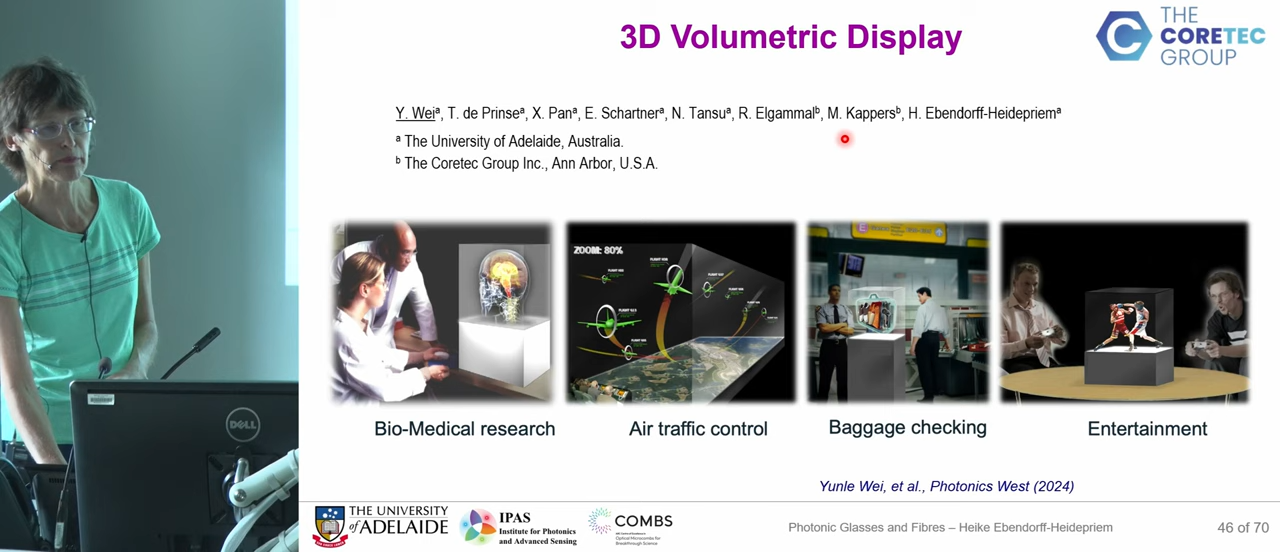 3D Volumetric Display
THE
CORETEC
GROUP
Y. Weiᵃ, T. de Prinseᵃ, X. Panᵃ, E. Schartnerᵃ, N. Tansuᵃ, R. Elgammalᵇ, M. Kappersᵇ, H. Ebendorff-Heidepriemᵃ
ᵃ The University of Adelaide, Australia.
ᵇ The Coretec Group Inc., Ann Arbor, U.S.A.
ZOOM: 80%
Bio-Medical research
Air traffic control
Baggage checking
Entertainment
Yunle Wei, et al., Photonics West (2024)
DELL
THE UNIVERSITY
of ADELAIDE
IPAS
Institute for Photonics
and Advanced Sensing
COMBS
Optical Microcombs for
Breakthrough Science
Photonic Glasses and Fibres – Heike Ebendorff-Heidepriem
46 of 70